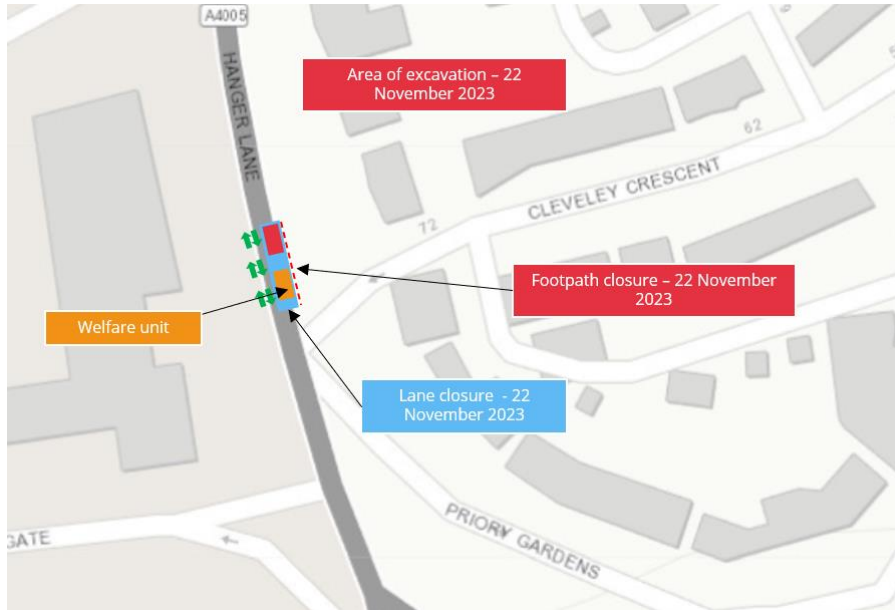 A4005
HANGER LANE
Area of excavation – 22
November 2023
62
CLEVELEY CRESCENT
72
Footpath closure – 22 November
2023
Welfare unit
Lane closure - 22
November 2023
PRIORY GARDENS
GATE